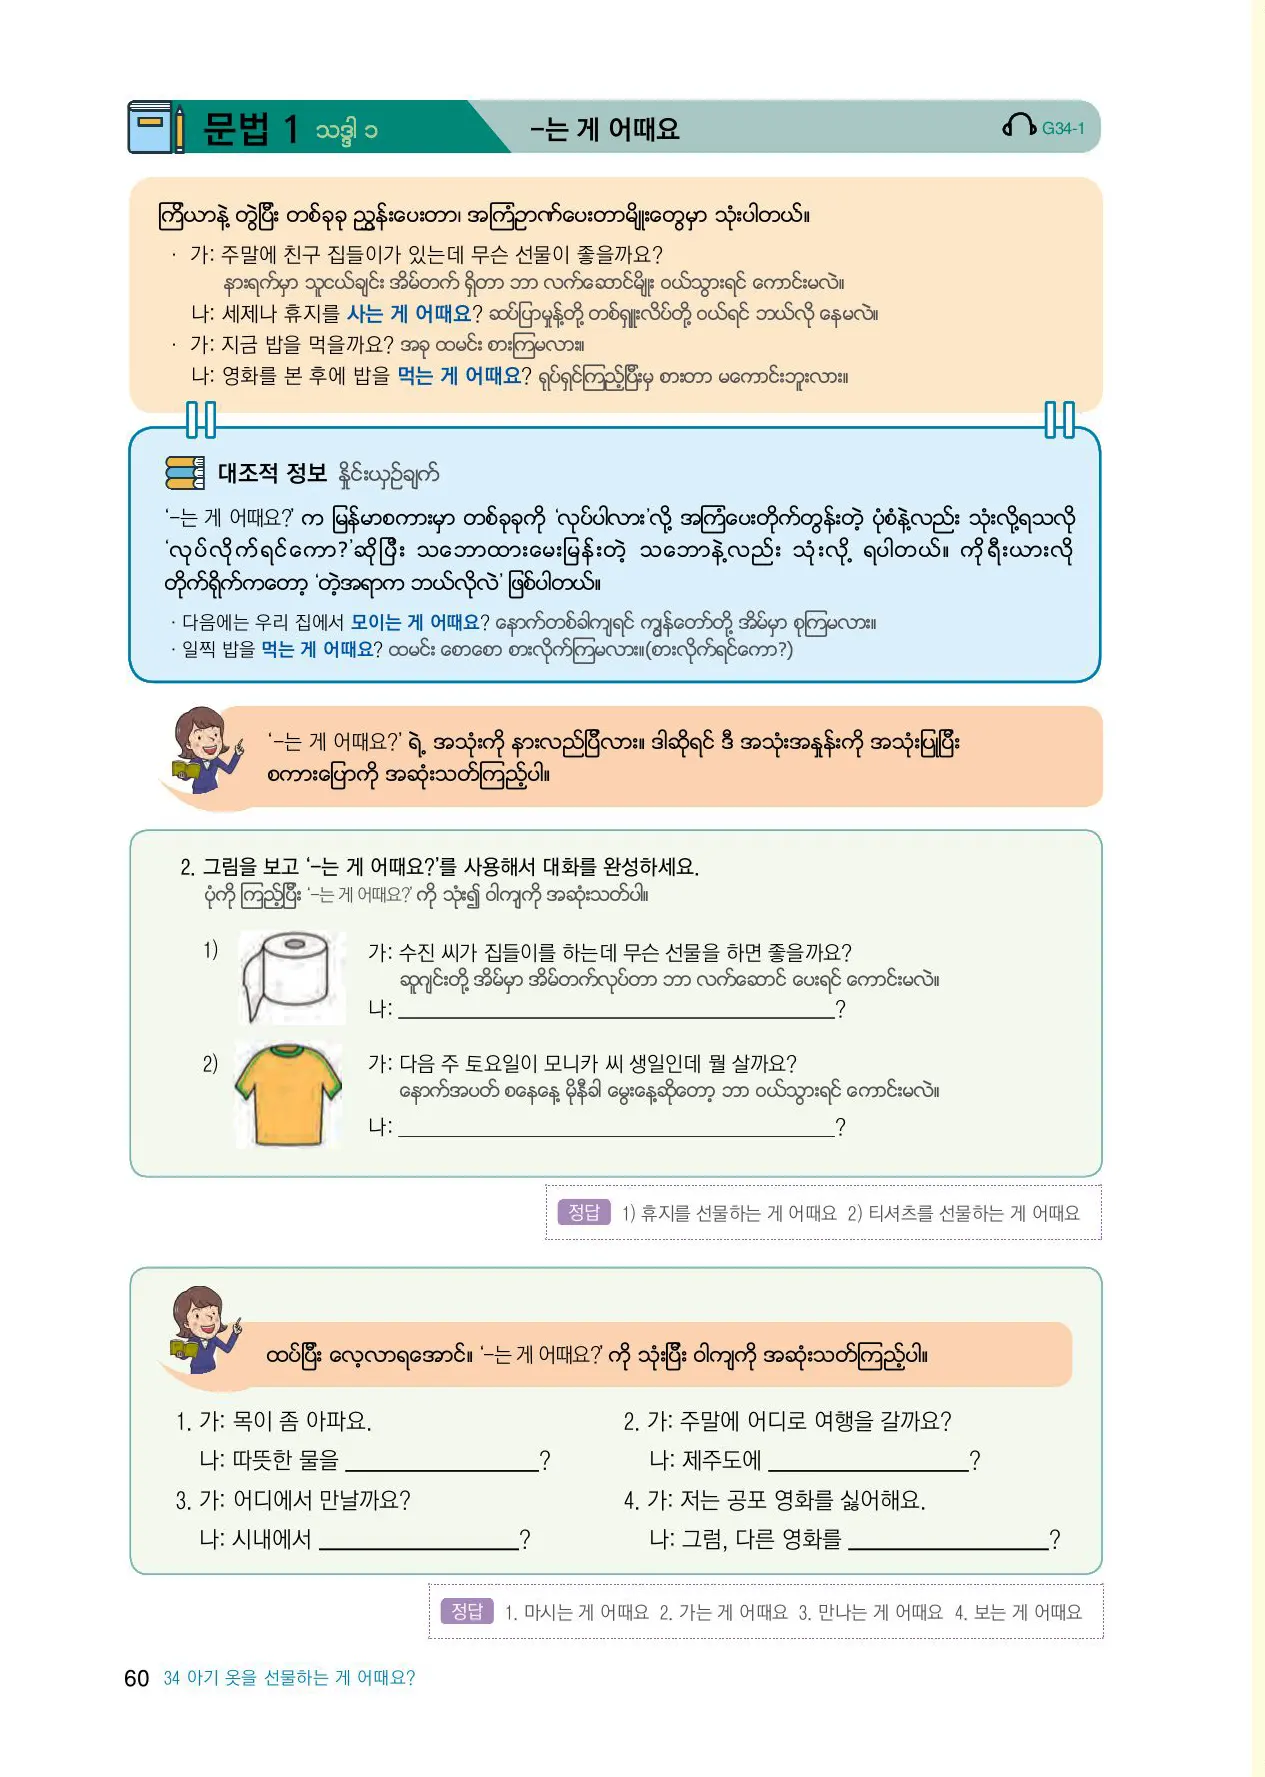 문법 1 သဒ္ဒါ ၁
-는 게 어때요
G34-1
ကြိယာနဲ့ တွဲပြီး တစ်ခုခု ညွှန်းပေးတာ၊ အကြံဉာဏ်ပေးတာမျိုးတွေမှာ သုံးပါတယ်။
· 가: 주말에 친구 집들이가 있는데 무슨 선물이 좋을까요?
နားရက်မှာ သူငယ်ချင်း အိမ်တက် ရှိတာ ဘာ လက်ဆောင်မျိုး ဝယ်သွားရင် ကောင်းမလဲ။
나: 세제나 휴지를 사는 게 어때요? ဆပ်ပြာမှုန့်တို့ တစ်ရှူးလိပ်တို့ ဝယ်ရင် ဘယ်လို နေမလဲ။
· 가: 지금 밥을 먹을까요? အခု ထမင်း စားကြမလား။
나: 영화를 본 후에 밥을 먹는 게 어때요? ရုပ်ရှင်ကြည့်ပြီးမှ စားတာ မကောင်းဘူးလား။
대조적 정보 နှိုင်းယှဉ်ချက်
‘-는 게 어때요?’ က မြန်မာစကားမှာ တစ်ခုခုကို ‘လုပ်ပါလား’လို့ အကြံပေးတိုက်တွန်းတဲ့ ပုံစံနဲ့လည်း သုံးလို့ရသလို
‘လုပ်လိုက်ရင်ကော?’ဆိုပြီး သဘောထားမေးမြန်းတဲ့ သဘောနဲ့လည်း သုံးလို့ ရပါတယ်။ ကိုရီးယားလို
တိုက်ရိုက်ကတော့ ‘တဲ့အရာက ဘယ်လိုလဲ’ ဖြစ်ပါတယ်။
· 다음에는 우리 집에서 모이는 게 어때요? နောက်တစ်ခါကျရင် ကျွန်တော်တို့ အိမ်မှာ စုကြမလား။
· 일찍 밥을 먹는 게 어때요? ထမင်း စောစော စားလိုက်ကြမလား။(စားလိုက်ရင်ကော?)
‘-는 게 어때요?’ ရဲ့ အသုံးကို နားလည်ပြီလား။ ဒါဆိုရင် ဒီ အသုံးအနှုန်းကို အသုံးပြုပြီး
စကားပြောကို အဆုံးသတ်ကြည့်ပါ။
2. 그림을 보고 ‘-는 게 어때요?’를 사용해서 대화를 완성하세요.
ပုံကို ကြည့်ပြီး ‘-는 게 어때요?’ ကို သုံး၍ ဝါကျကို အဆုံးသတ်ပါ။
1) 가: 수진 씨가 집들이를 하는데 무슨 선물을 하면 좋을까요?
ဆူဂျင်းတို့ အိမ်မှာ အိမ်တက်လုပ်တာ ဘာ လက်ဆောင် ပေးရင် ကောင်းမလဲ။
나: ________________________________?
2) 가: 다음 주 토요일이 모니카 씨 생일인데 뭘 살까요?
နောက်အပတ် စနေနေ့ မိုနီခါ မွေးနေ့ဆိုတော့ ဘာ ဝယ်သွားရင် ကောင်းမလဲ။
나: ________________________________?
정답 1) 휴지를 선물하는 게 어때요 2) 티셔츠를 선물하는 게 어때요
ထပ်ပြီး လေ့လာရအောင်။ ‘-는 게 어때요?’ ကို သုံးပြီး ဝါကျကို အဆုံးသတ်ကြည့်ပါ။
1. 가: 목이 좀 아파요.
나: 따뜻한 물을 ________________?
2. 가: 주말에 어디로 여행을 갈까요?
나: 제주도에 ________________?
3. 가: 어디에서 만날까요?
나: 시내에서 ________________?
4. 가: 저는 공포 영화를 싫어해요.
나: 그럼, 다른 영화를 ________________?
정답 1. 마시는 게 어때요 2. 가는 게 어때요 3. 만나는 게 어때요 4. 보는 게 어때요
60 34 아기 옷을 선물하는 게 어때요?